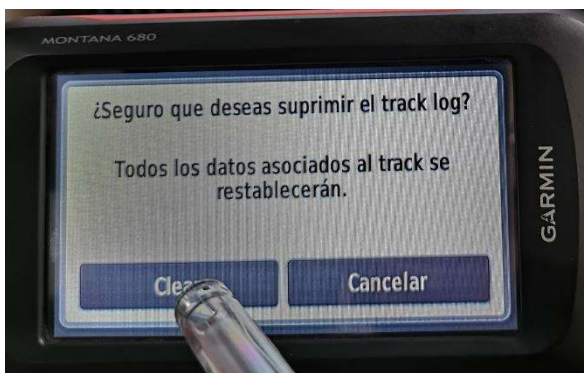 MONTANA 680
¿Seguro que deseas suprimir el track log?
Todos los datos asociados al track se
restablecerán.
Cancelar
GARMIN